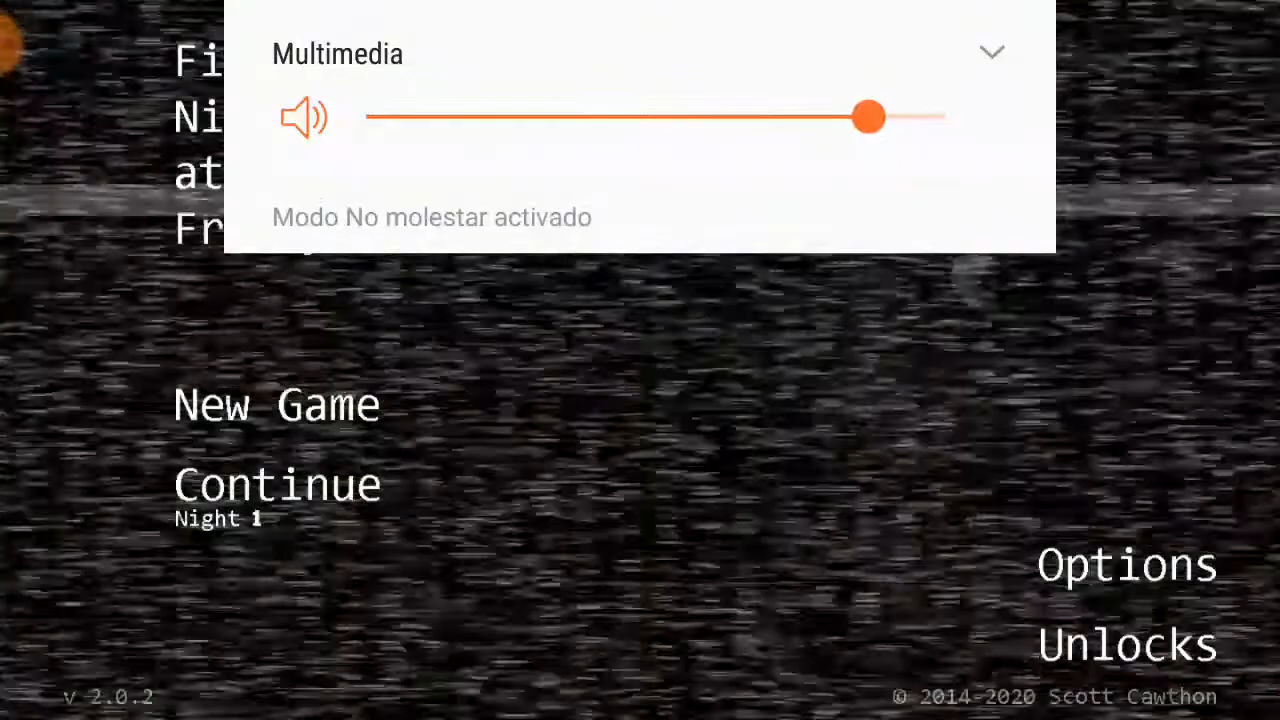 Multimedia
Modo No molestar activado
Fi
Ni
at
Fr
New Game
Continue
Night 1
Options
Unlocks
v 2.0.2
© 2014-2020 Scott Cawthon